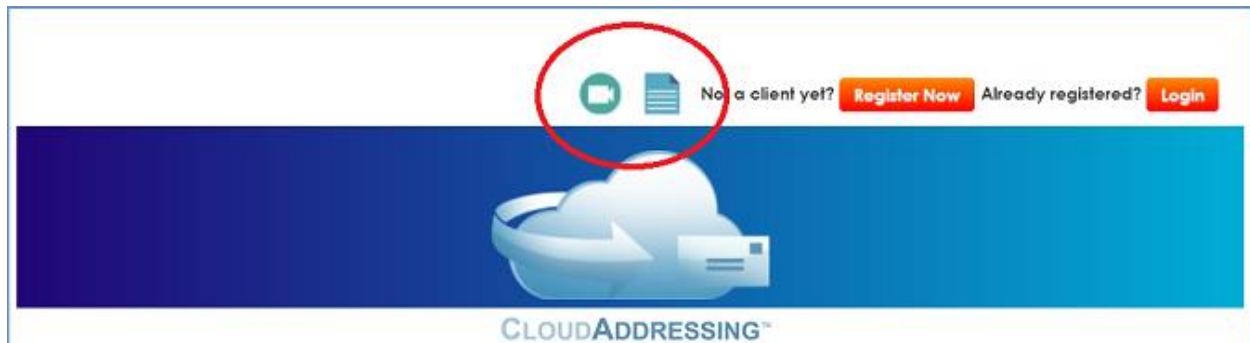 Not a client yet? Register Now Already registered? Login
CLOUDADDRESSING™